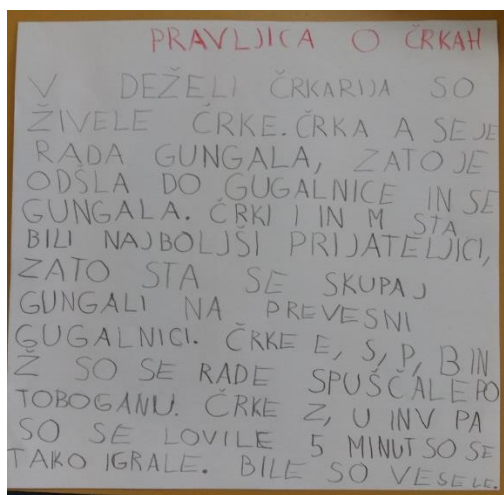 PRAVLJICA O ČRKAH
V DEŽELI ČRKARIJA SO
ŽIVELE ČRKE. ČRKA A SE JE
RADA GUNGALA, ZATO JE
ODŠLA DO GUGALNICE IN SE
GUNGALA. ČRKI I IN M STA
BILI NAJBOLJŠI PRIJATELJICI,
ZATO STA SE SKUPAJ
GUNGALI NA PREVESNI
GUGALNICI. ČRKE E, S, P, B IN
Ž SO SE RADE SPUŠČALE PO
TOBOGANU. ČRKE Z, U IN V PA
SO SE LOVILE 5 MINUT SO SE
TAKO IGRALE. BILE SO VESELE.